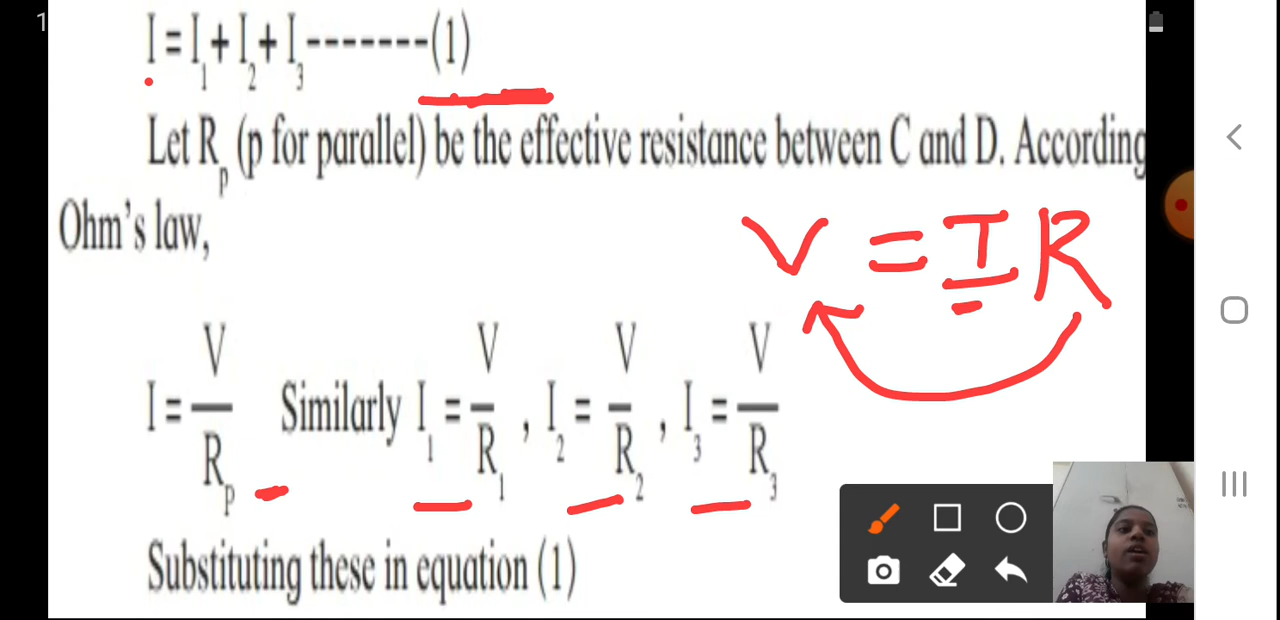 1
I = I₁ + I₂ + I₃ -------(1)
Let Rₚ (p for parallel) be the effective resistance between C and D. According
Ohm's law,
V = I R
I = V/Rₚ Similarly I₁ = V/R₁ , I₂ = V/R₂ , I₃ = V/R₃
Substituting these in equation (1)